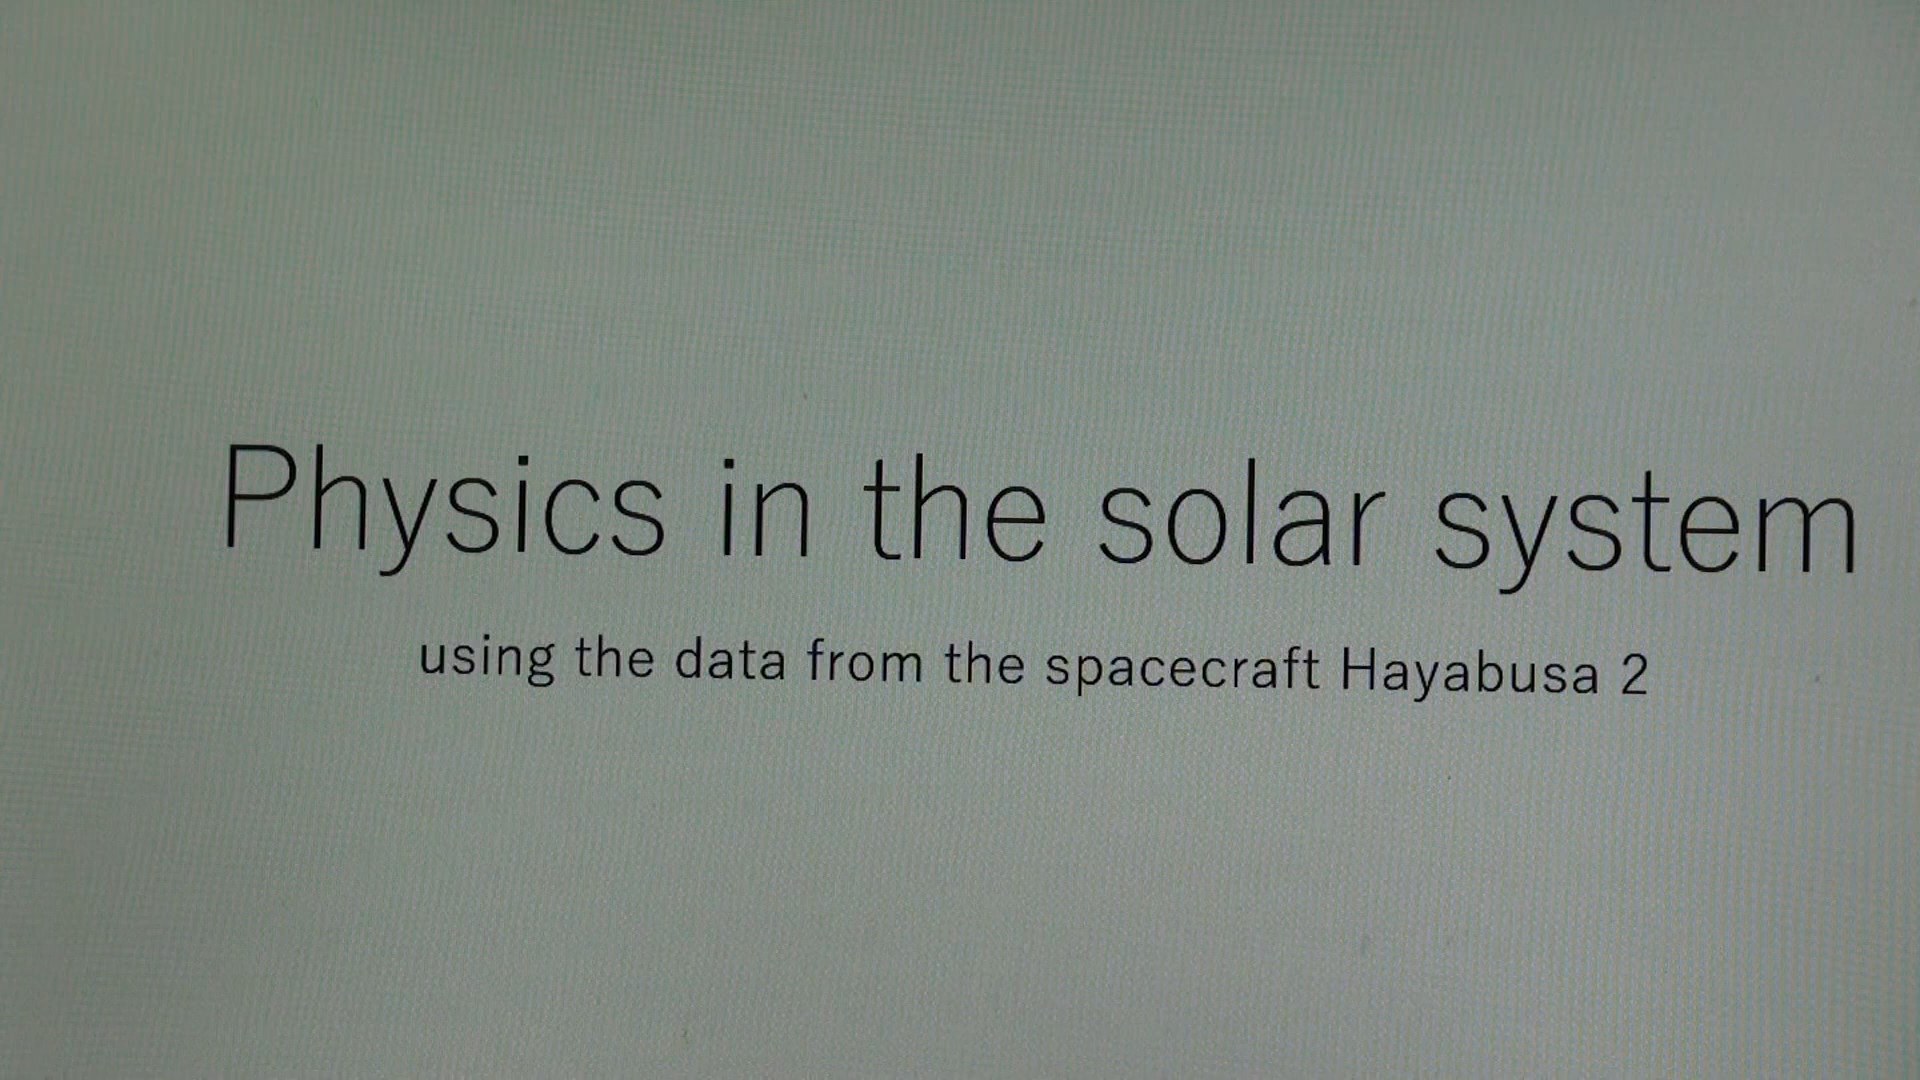 Physics in the solar system
using the data from the spacecraft Hayabusa 2